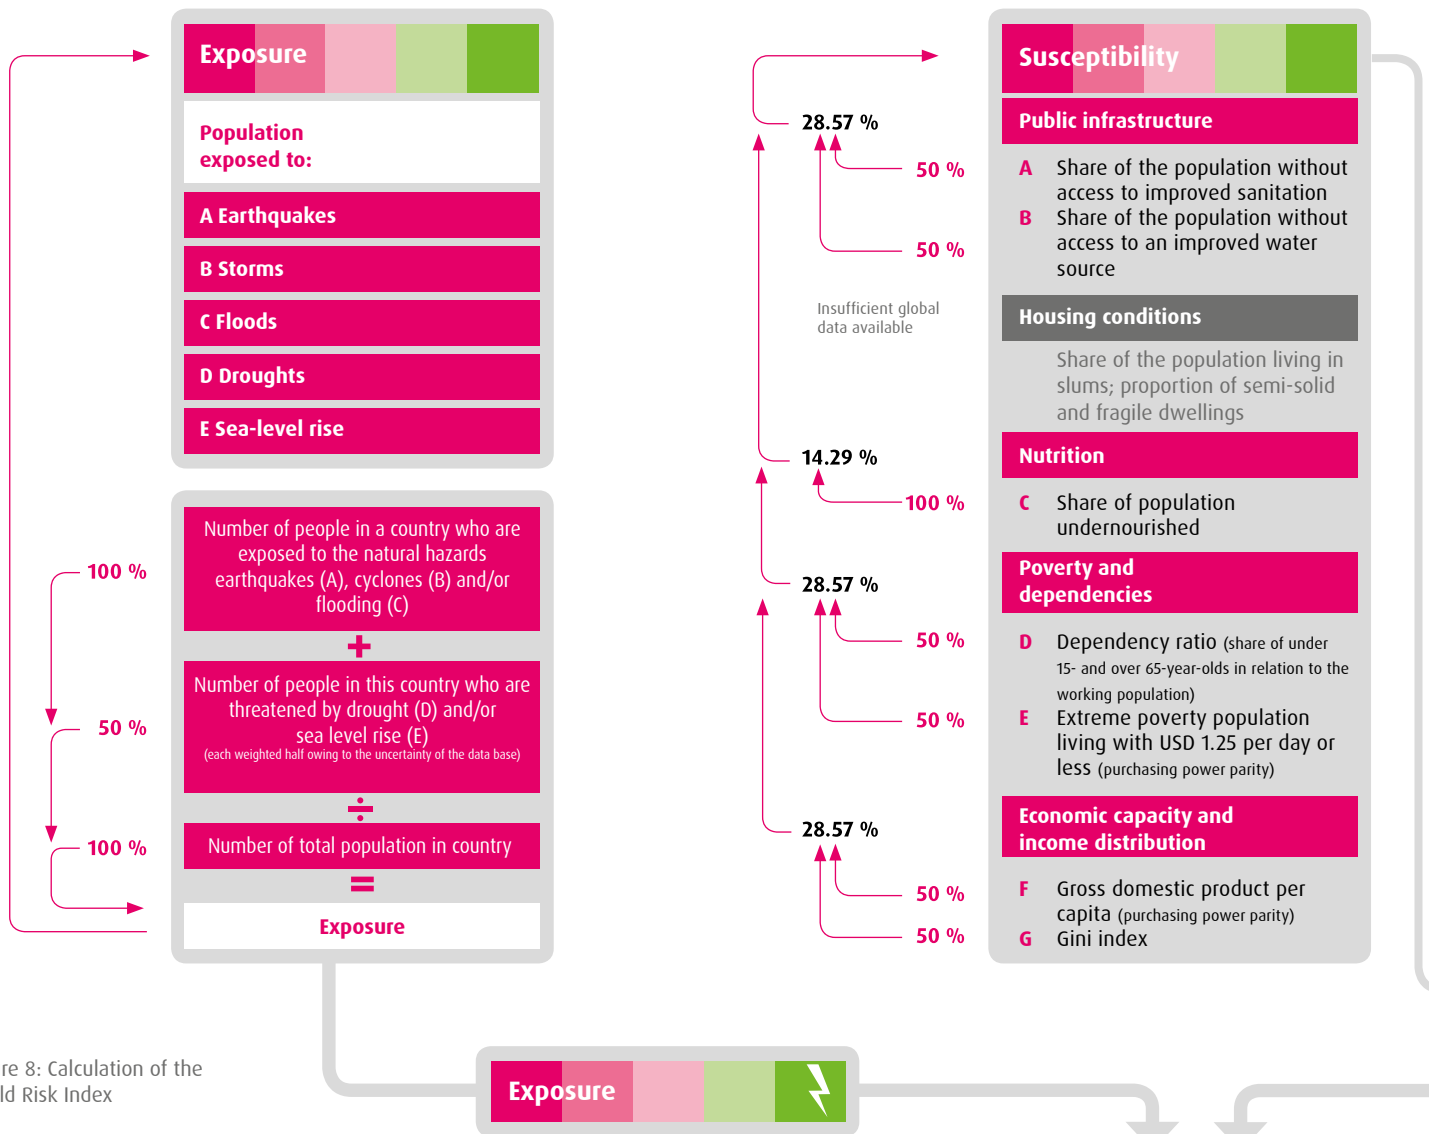 Exposure
Population
exposed to:
A Earthquakes
B Storms
C Floods
D Droughts
E Sea-level rise
100 %
Number of people in a country who are
exposed to the natural hazards
earthquakes (A), cyclones (B) and/or
flooding (C)
+
50 %
Number of people in this country who are
threatened by drought (D) and/or
sea level rise (E)
(each weighted half owing to the uncertainty of the data base)
÷
100 %
Number of total population in country
=
Exposure
Susceptibility
28.57 %
Public infrastructure
50 %
A Share of the population without
access to improved sanitation
50 %
B Share of the population without
access to an improved water
source
Insufficient global
data available
Housing conditions
Share of the population living in
slums; proportion of semi-solid
and fragile dwellings
14.29 %
Nutrition
100 %
C Share of population
undernourished
28.57 %
Poverty and
dependencies
50 %
D Dependency ratio (share of under
15- and over 65-year-olds in relation to the
working population)
50 %
E Extreme poverty population
living with USD 1.25 per day or
less (purchasing power parity)
28.57 %
Economic capacity and
income distribution
50 %
F Gross domestic product per
capita (purchasing power parity)
50 %
G Gini index
re 8: Calculation of the
ld Risk Index
Exposure